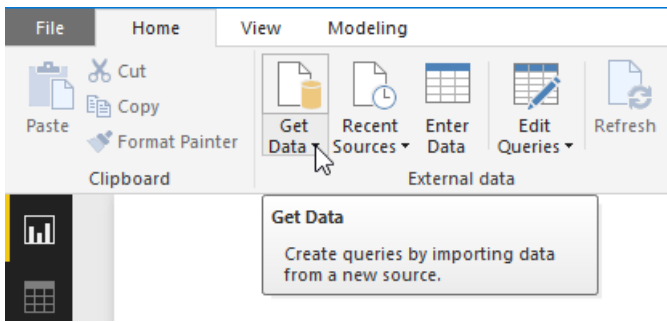 File Home View Modeling
Cut
Copy
Format Painter
Paste
Clipboard
Get Data
Recent Sources
Enter Data
Edit Queries
Refresh
External data
Get Data
Create queries by importing data
from a new source.